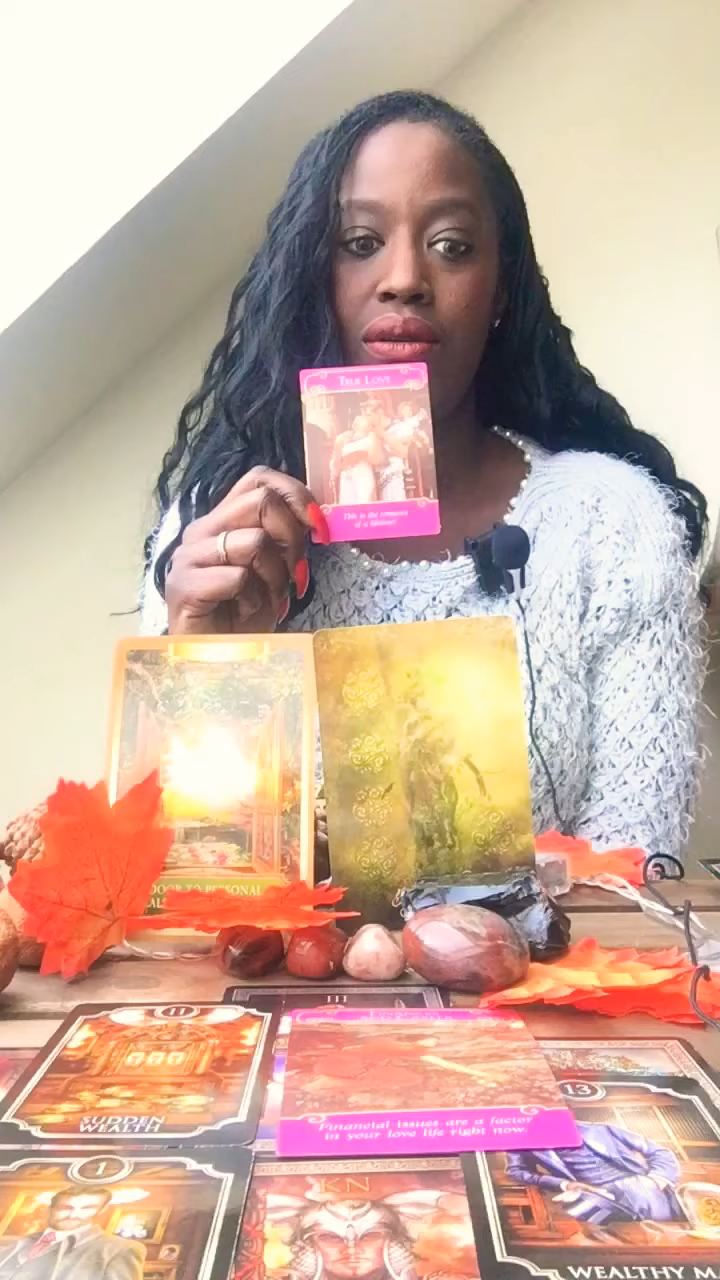 TRUE LOVE
This is the romance
of a lifetime!
DOOR TO PERSONAL
III
11
SUDDEN
WEALTH
Financial issues are a factor
in your love life right now.
13
1
KN
WEALTHY M